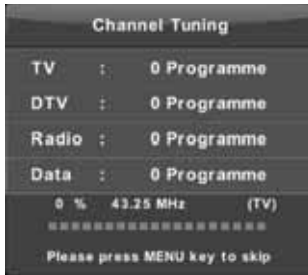 Channel Tuning
TV : 0 Programme
DTV : 0 Programme
Radio : 0 Programme
Data : 0 Programme
0 % 43.25 MHz (TV)
Please press MENU key to skip